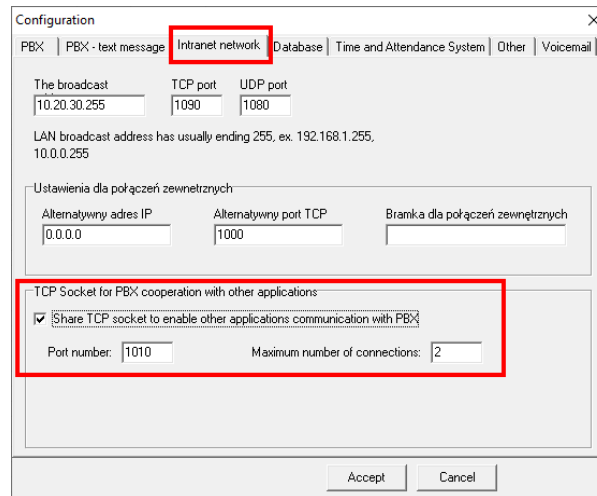 Configuration
PBX
PBX - text message
Intranet network
Database
Time and Attendance System
Other
Voicemail
The broadcast
TCP port
UDP port
10.20.30.255
1090
1080
LAN broadcast address has usually ending 255, ex. 192.168.1.255,
10.0.0.255
Ustawienia dla połączeń zewnetrznych
Alternatywny adres IP
Alternatywny port TCP
Bramka dla połączeń zewnętrznych
0.0.0.0
1000
TCP Socket for PBX cooperation with other applications
Share TCP socket to enable other applications communication with PBX
Port number: 1010
Maximum number of connections: 2
Accept
Cancel